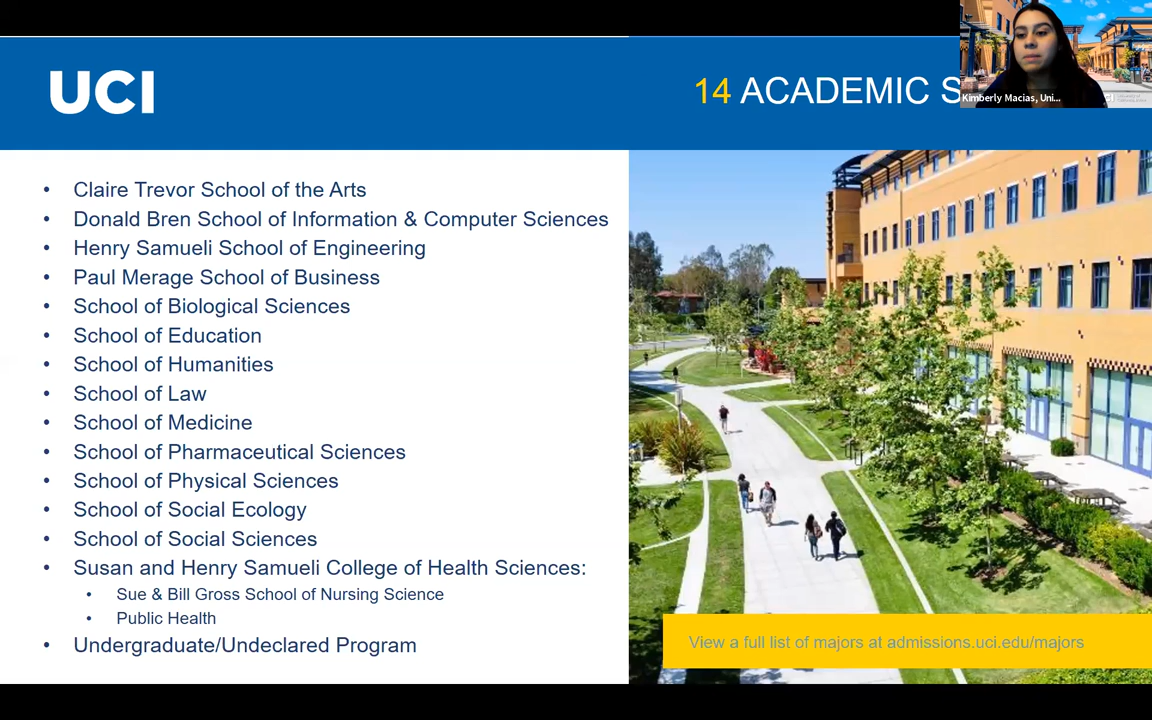 UCI
14 ACADEMIC S
Kimberly Macias, Uni...
• Claire Trevor School of the Arts
• Donald Bren School of Information & Computer Sciences
• Henry Samueli School of Engineering
• Paul Merage School of Business
• School of Biological Sciences
• School of Education
• School of Humanities
• School of Law
• School of Medicine
• School of Pharmaceutical Sciences
• School of Physical Sciences
• School of Social Ecology
• School of Social Sciences
• Susan and Henry Samueli College of Health Sciences:
• Sue & Bill Gross School of Nursing Science
• Public Health
• Undergraduate/Undeclared Program
View a full list of majors at admissions.uci.edu/majors